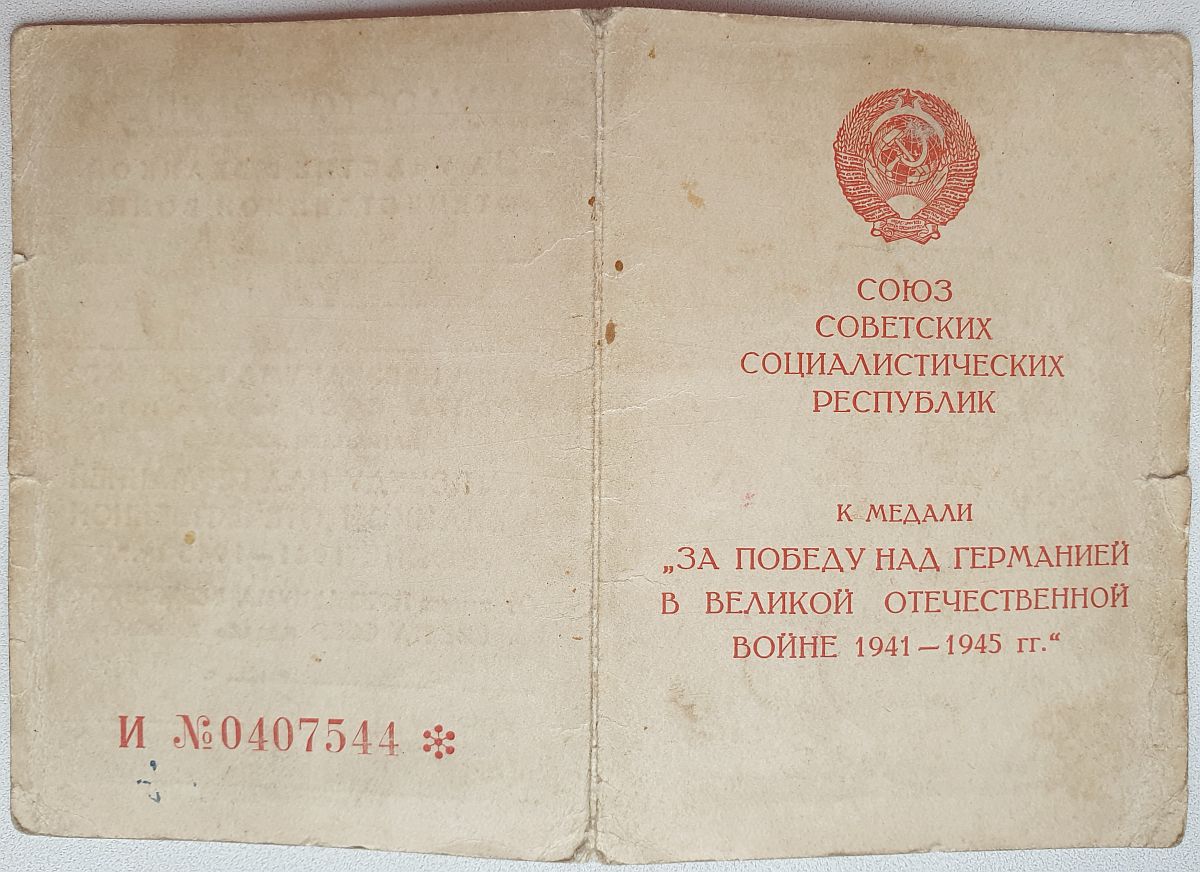 СОЮЗ
СОВЕТСКИХ
СОЦИАЛИСТИЧЕСКИХ
РЕСПУБЛИК
К МЕДАЛИ
„ЗА ПОБЕДУ НАД ГЕРМАНИЕЙ
В ВЕЛИКОЙ ОТЕЧЕСТВЕННОЙ
ВОЙНЕ 1941—1945 гг.“
И №0407544